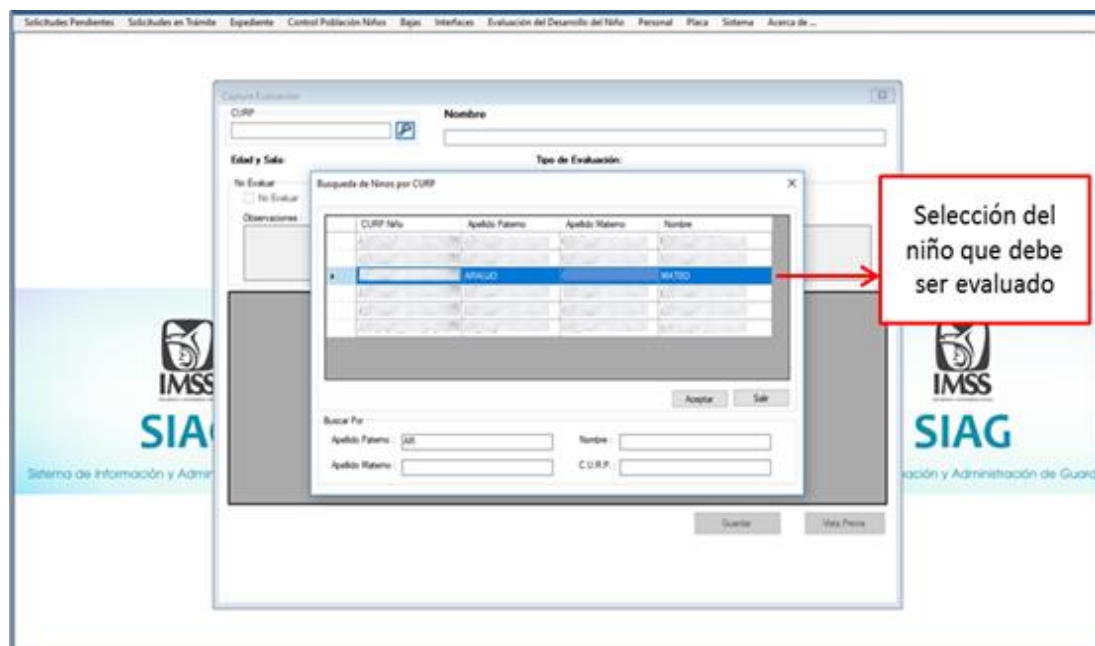 Solicitudes Pendientes Solicitudes en Trámite Expediente Control Población Niños Bajas Interfaces Evaluación del Desarrollo del Niño Personal Placa Sistema Acerca de ...
Captura Evaluación
CURP Nombre
Edad y Sala: Tipo de Evaluación:
No Evaluar
No Evaluar
Observaciones
Busqueda de Ninos por CURP
CURP Niño Apellido Paterno Apellido Materno Nombre
ARAUJO MATEO
Aceptar Salir
Buscar Por
Apellido Paterno : AR Nombre :
Apellido Materno : C.U.R.P. :
Guardar Vista Previa
Selección del
niño que debe
ser evaluado
IMSS
SIA
Sistema de Información y Admi
IMSS
SIAG
ación y Administración de Guard